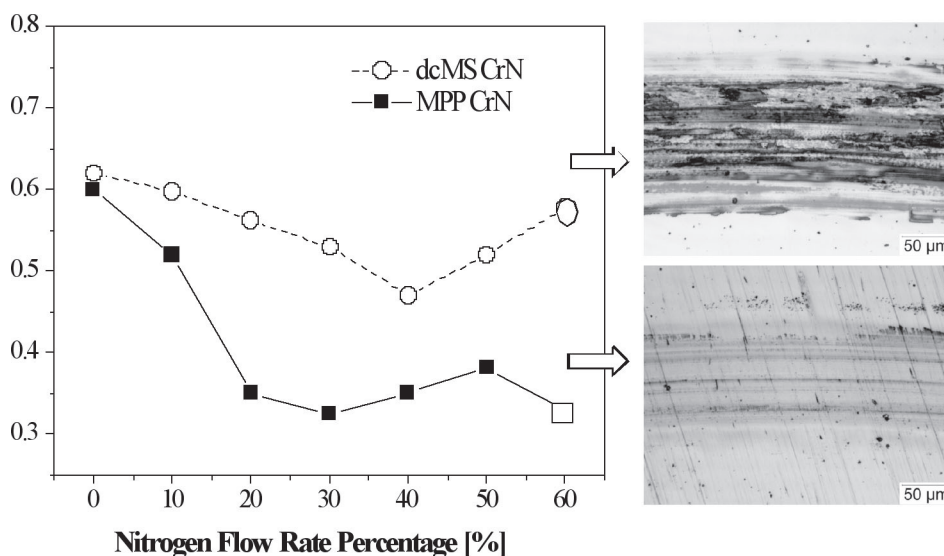 0.8
0.7
0.6
0.5
0.4
0.3
dcMS CrN
MPP CrN
0 10 20 30 40 50 60
Nitrogen Flow Rate Percentage [%]
50 µm
50 µm